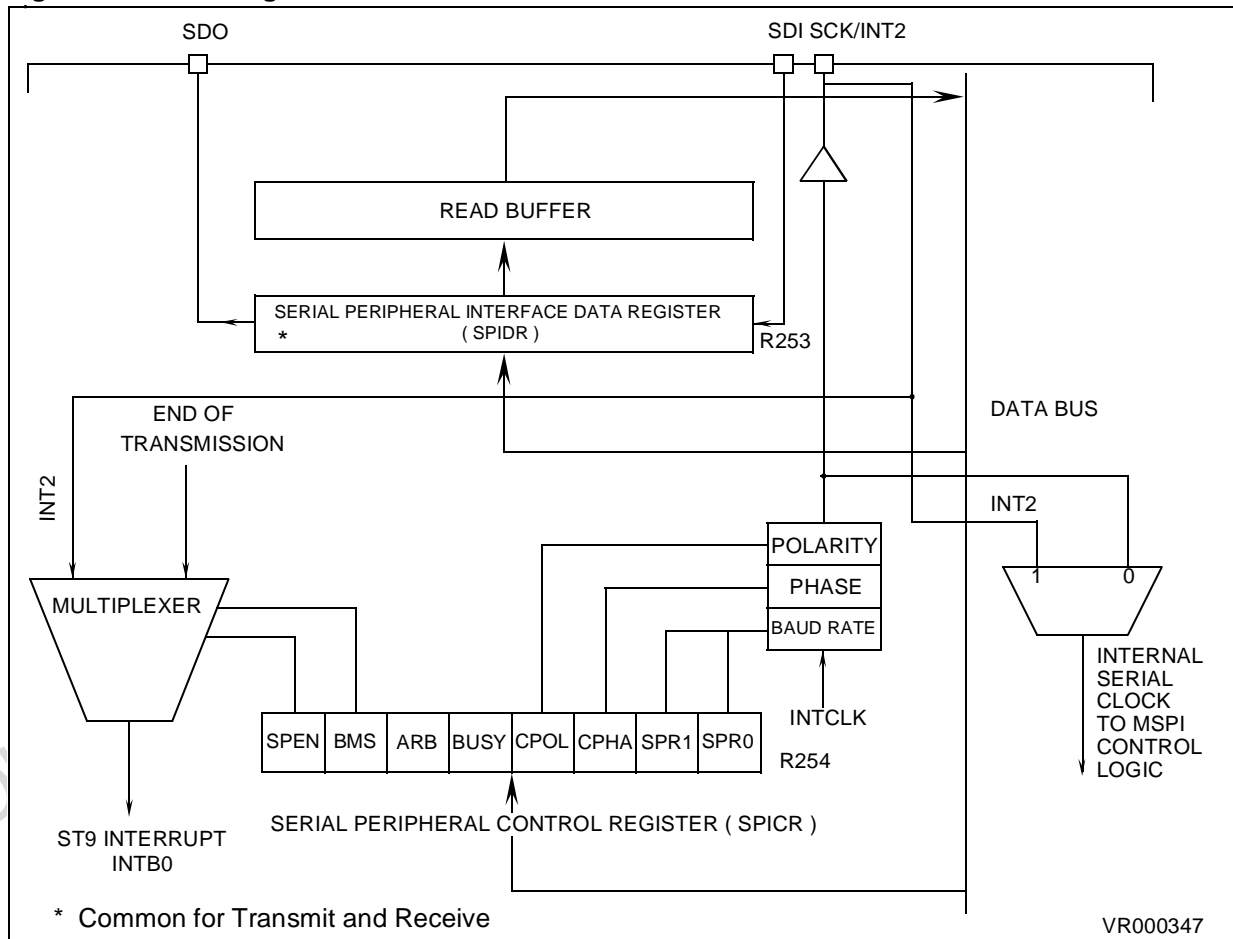 SDO
SDI SCK/INT2
READ BUFFER
SERIAL PERIPHERAL INTERFACE DATA REGISTER
* ( SPIDR )
R253
END OF
TRANSMISSION
DATA BUS
INT2
INT2
POLARITY
1 0
MULTIPLEXER
PHASE
BAUD RATE
INTERNAL
SERIAL
CLOCK
TO MSPI
CONTROL
LOGIC
INTCLK
SPEN BMS ARB BUSY CPOL CPHA SPR1 SPR0
R254
SERIAL PERIPHERAL CONTROL REGISTER ( SPICR )
ST9 INTERRUPT
INTB0
* Common for Transmit and Receive
VR000347